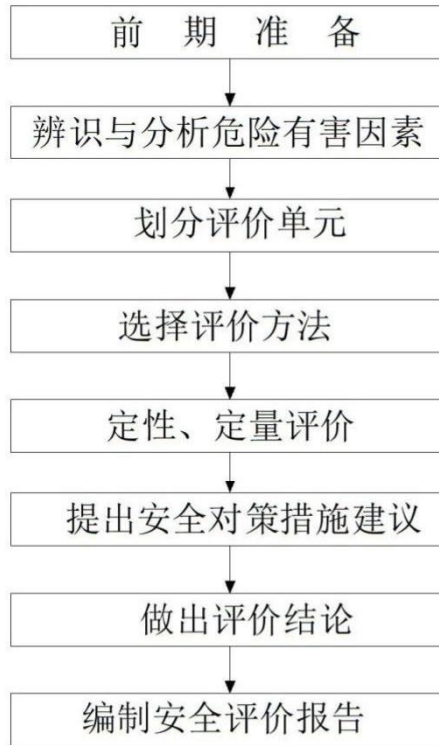 前期准备
辨识与分析危险有害因素
划分评价单元
选择评价方法
定性、定量评价
提出安全对策措施建议
做出评价结论
编制安全评价报告